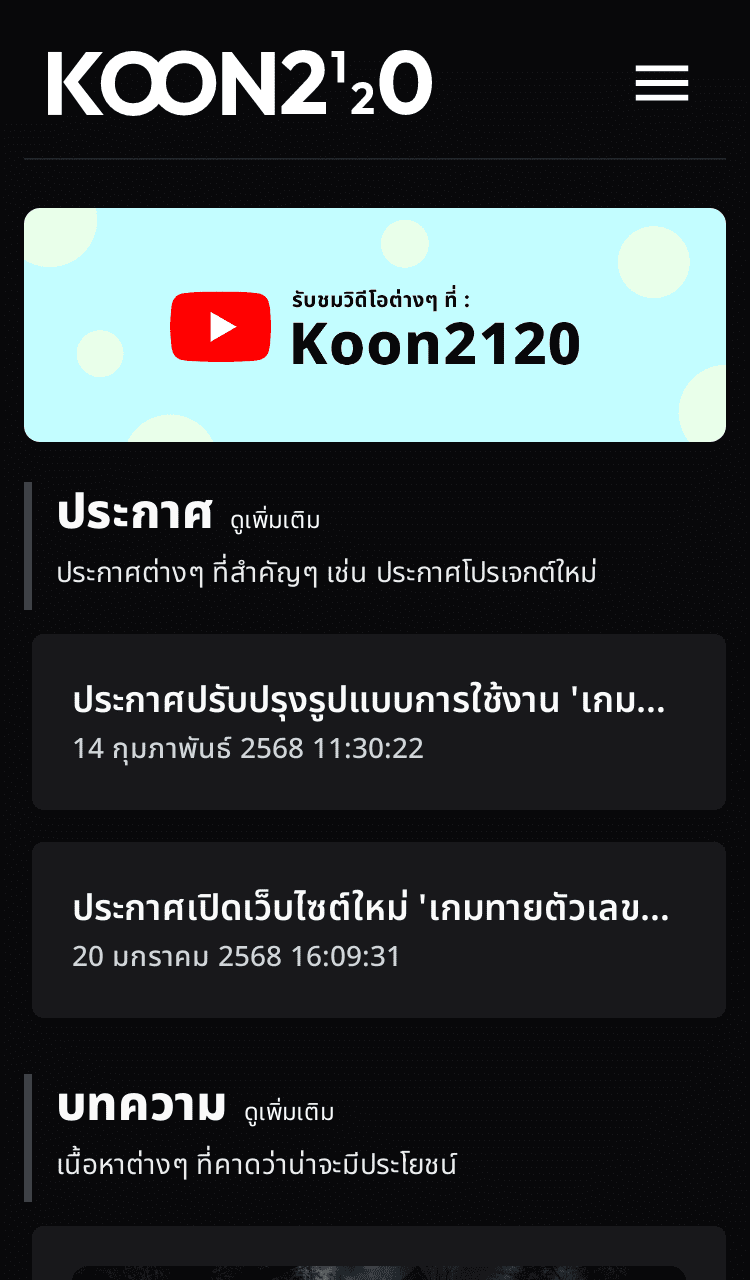 KOON2120
รับชมวิดีโอต่างๆ ที่ :
Koon2120
ประกาศ ดูเพิ่มเติม
ประกาศต่างๆ ที่สำคัญๆ เช่น ประกาศโปรเจกต์ใหม่
ประกาศปรับปรุงรูปแบบการใช้งาน 'เกม...
14 กุมภาพันธ์ 2568 11:30:22
ประกาศเปิดเว็บไซต์ใหม่ 'เกมทายตัวเลข...
20 มกราคม 2568 16:09:31
บทความ ดูเพิ่มเติม
เนื้อหาต่างๆ ที่คาดว่าน่าจะมีประโยชน์